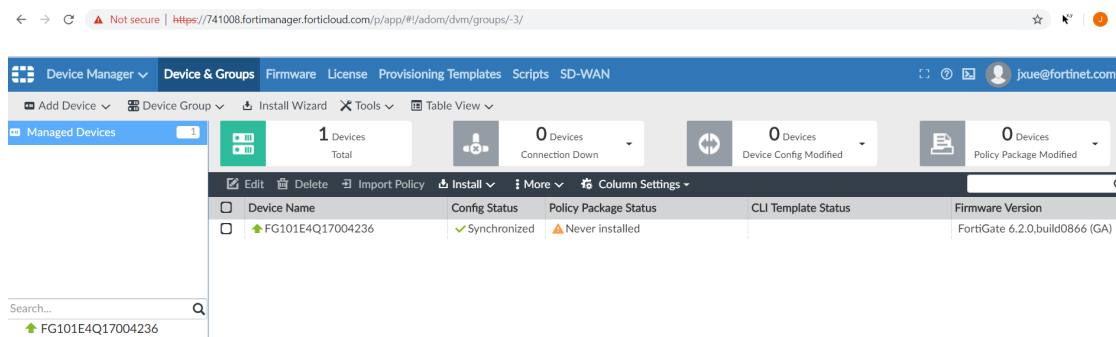 Not secure | https://741008.fortimanager.forticloud.com/p/app/#!/adom/dvm/groups/-3/
J
Device Manager Device & Groups Firmware License Provisioning Templates Scripts SD-WAN jxue@fortinet.com
Add Device Device Group Install Wizard Tools Table View
Managed Devices 1
1 Devices Total
0 Devices Connection Down
0 Devices Device Config Modified
0 Devices Policy Package Modified
Edit Delete Import Policy Install More Column Settings
Device Name Config Status Policy Package Status CLI Template Status Firmware Version
FG101E4Q17004236 Synchronized Never installed FortiGate 6.2.0,build0866 (GA)
Search...
FG101E4Q17004236